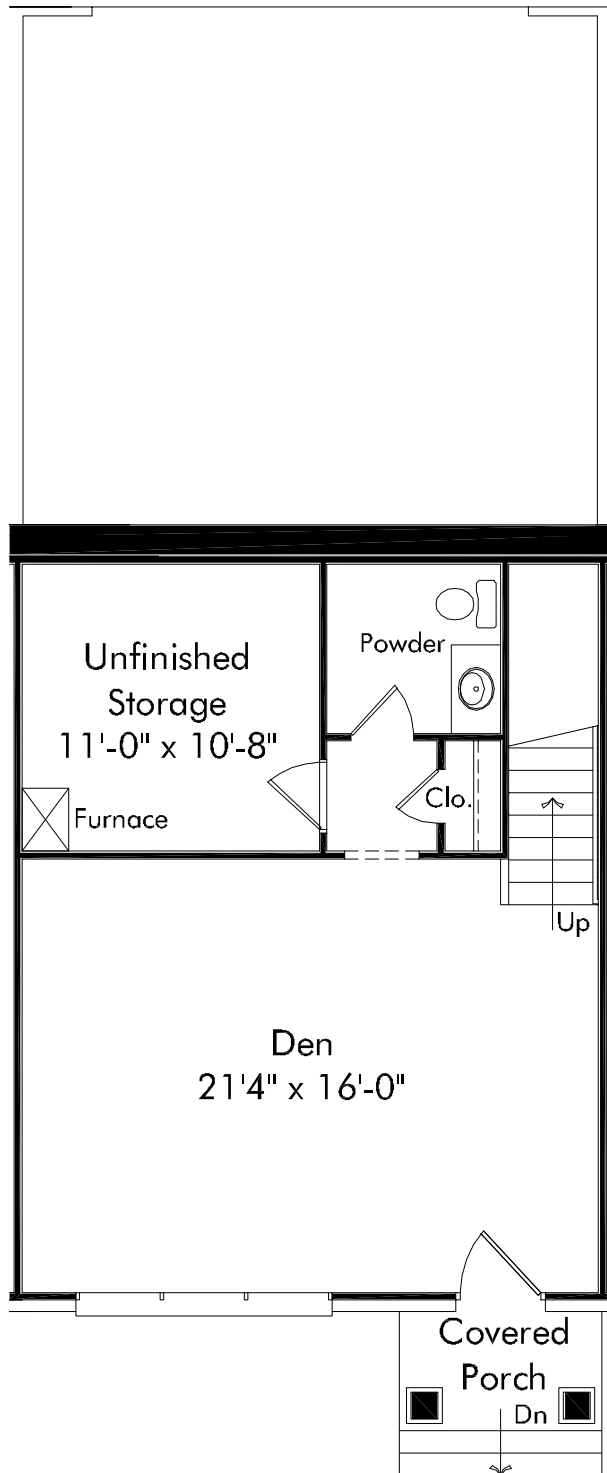 Unfinished
Storage
11'-0" x 10'-8"
Powder
Furnace
Clo.
Up
Den
21'4" x 16'-0"
Covered
Porch
Dn